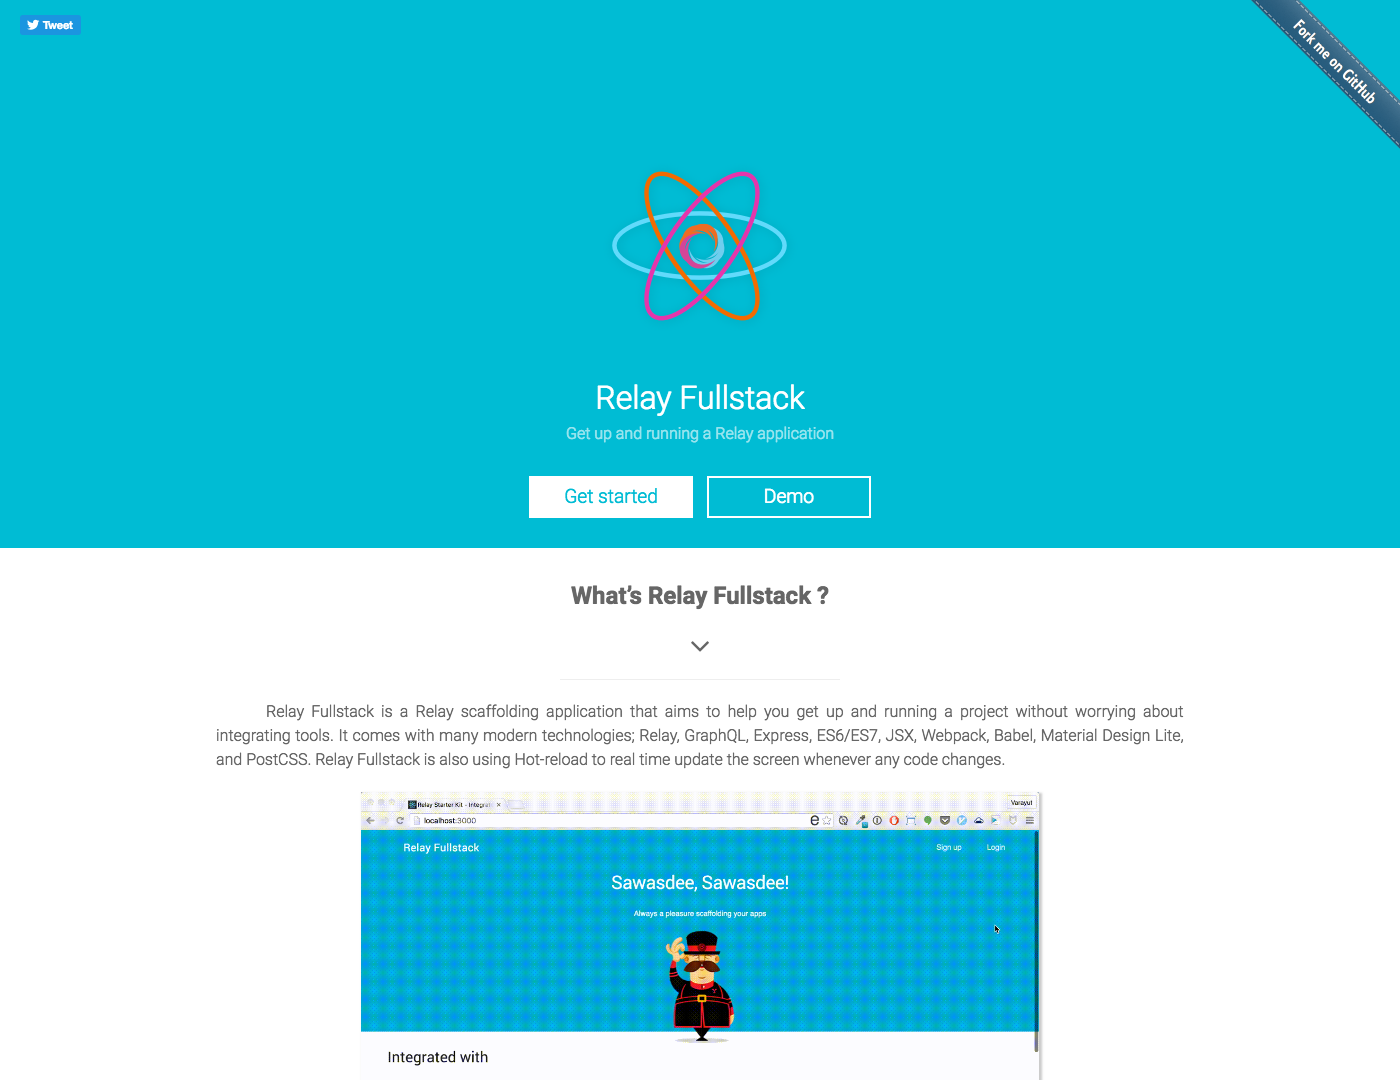 Tweet
Fork me on GitHub
Relay Fullstack
Get up and running a Relay application
Get started
Demo
What's Relay Fullstack ?
Relay Fullstack is a Relay scaffolding application that aims to help you get up and running a project without worrying about
integrating tools. It comes with many modern technologies; Relay, GraphQL, Express, ES6/ES7, JSX, Webpack, Babel, Material Design Lite,
and PostCSS. Relay Fullstack is also using Hot-reload to real time update the screen whenever any code changes.
Relay Starter Kit - Integrat
Varayut
localhost:3000
Relay Fullstack
Sign up
Login
Sawasdee, Sawasdee!
Always a pleasure scaffolding your apps
Integrated with